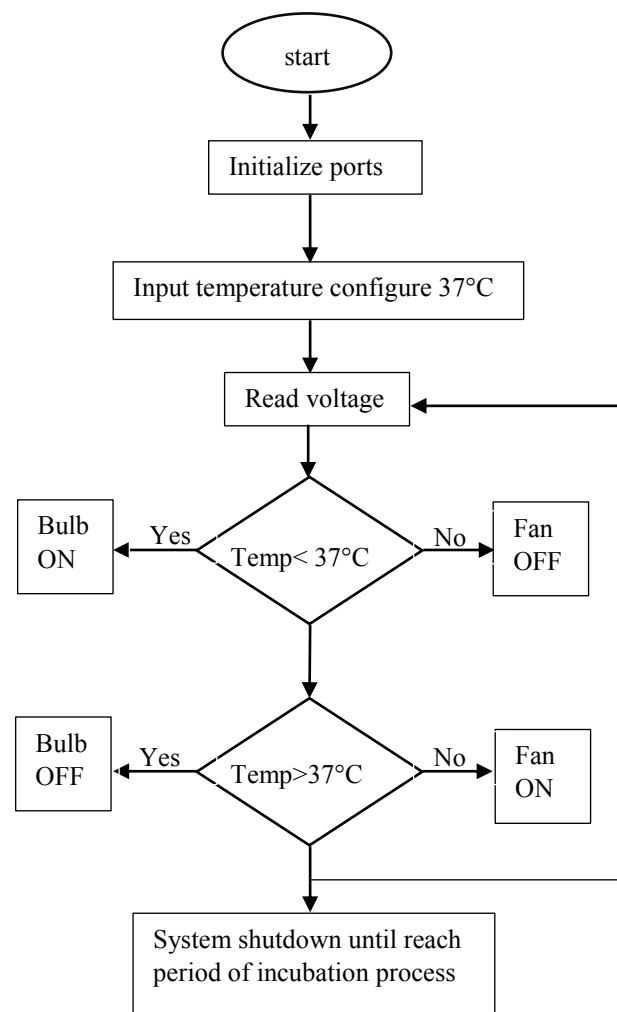 start
Initialize ports
Input temperature configure 37°C
Read voltage
Bulb
ON
Yes
Temp< 37°C
No
Fan
OFF
Bulb
OFF
Yes
Temp>37°C
No
Fan
ON
System shutdown until reach
period of incubation process